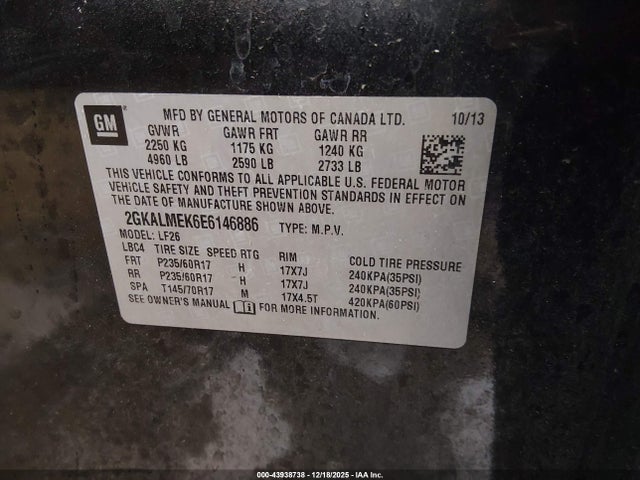 GM
MFD BY GENERAL MOTORS OF CANADA LTD. 10/13
GVWR GAWR FRT GAWR RR
2250 KG 1175 KG 1240 KG
4960 LB 2590 LB 2733 LB
THIS VEHICLE CONFORMS TO ALL APPLICABLE U.S. FEDERAL MOTOR
VEHICLE SAFETY AND THEFT PREVENTION STANDARDS IN EFFECT ON
THE DATE OF MANUFACTURE SHOWN ABOVE.
2GKALMEK6E6146886 TYPE: M.P.V.
MODEL: LF26
LBC4 TIRE SIZE SPEED RTG RIM COLD TIRE PRESSURE
FRT P235/60R17 H 17X7J 240KPA(35PSI)
RR P235/60R17 H 17X7J 240KPA(35PSI)
SPA T145/70R17 M 17X4.5T 420KPA(60PSI)
SEE OWNER'S MANUAL FOR MORE INFORMATION.
000-43938738 - 12/18/2025 - IAA Inc.